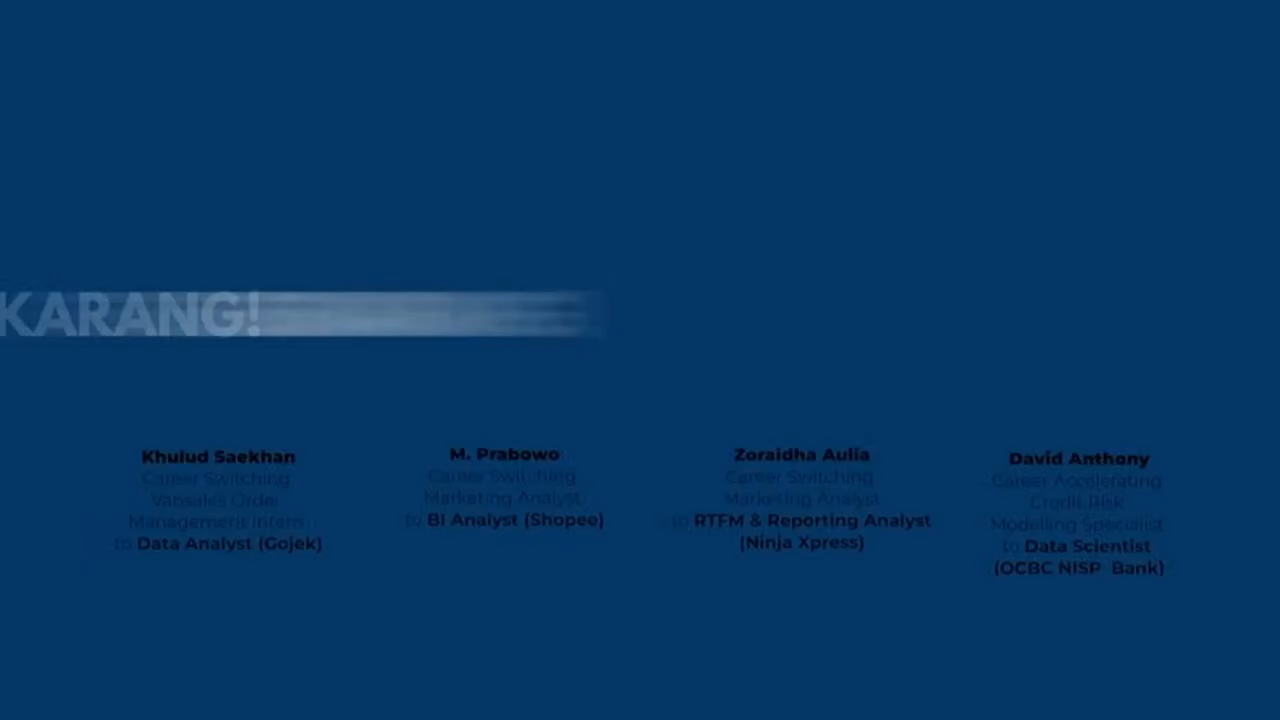 KARANG!
Khulud Saekhan
Career Switching
Vansales Order
Management Intern
to Data Analyst (Gojek)
M. Prabowo
Career Switching
Marketing Analyst
to BI Analyst (Shopee)
Zoraidha Aulia
Career Switching
Marketing Analyst
to RTFM & Reporting Analyst
(Ninja Xpress)
David Anthony
Career Accelerating
Credit Risk
Modelling Specialist
to Data Scientist
(OCBC NISP Bank)